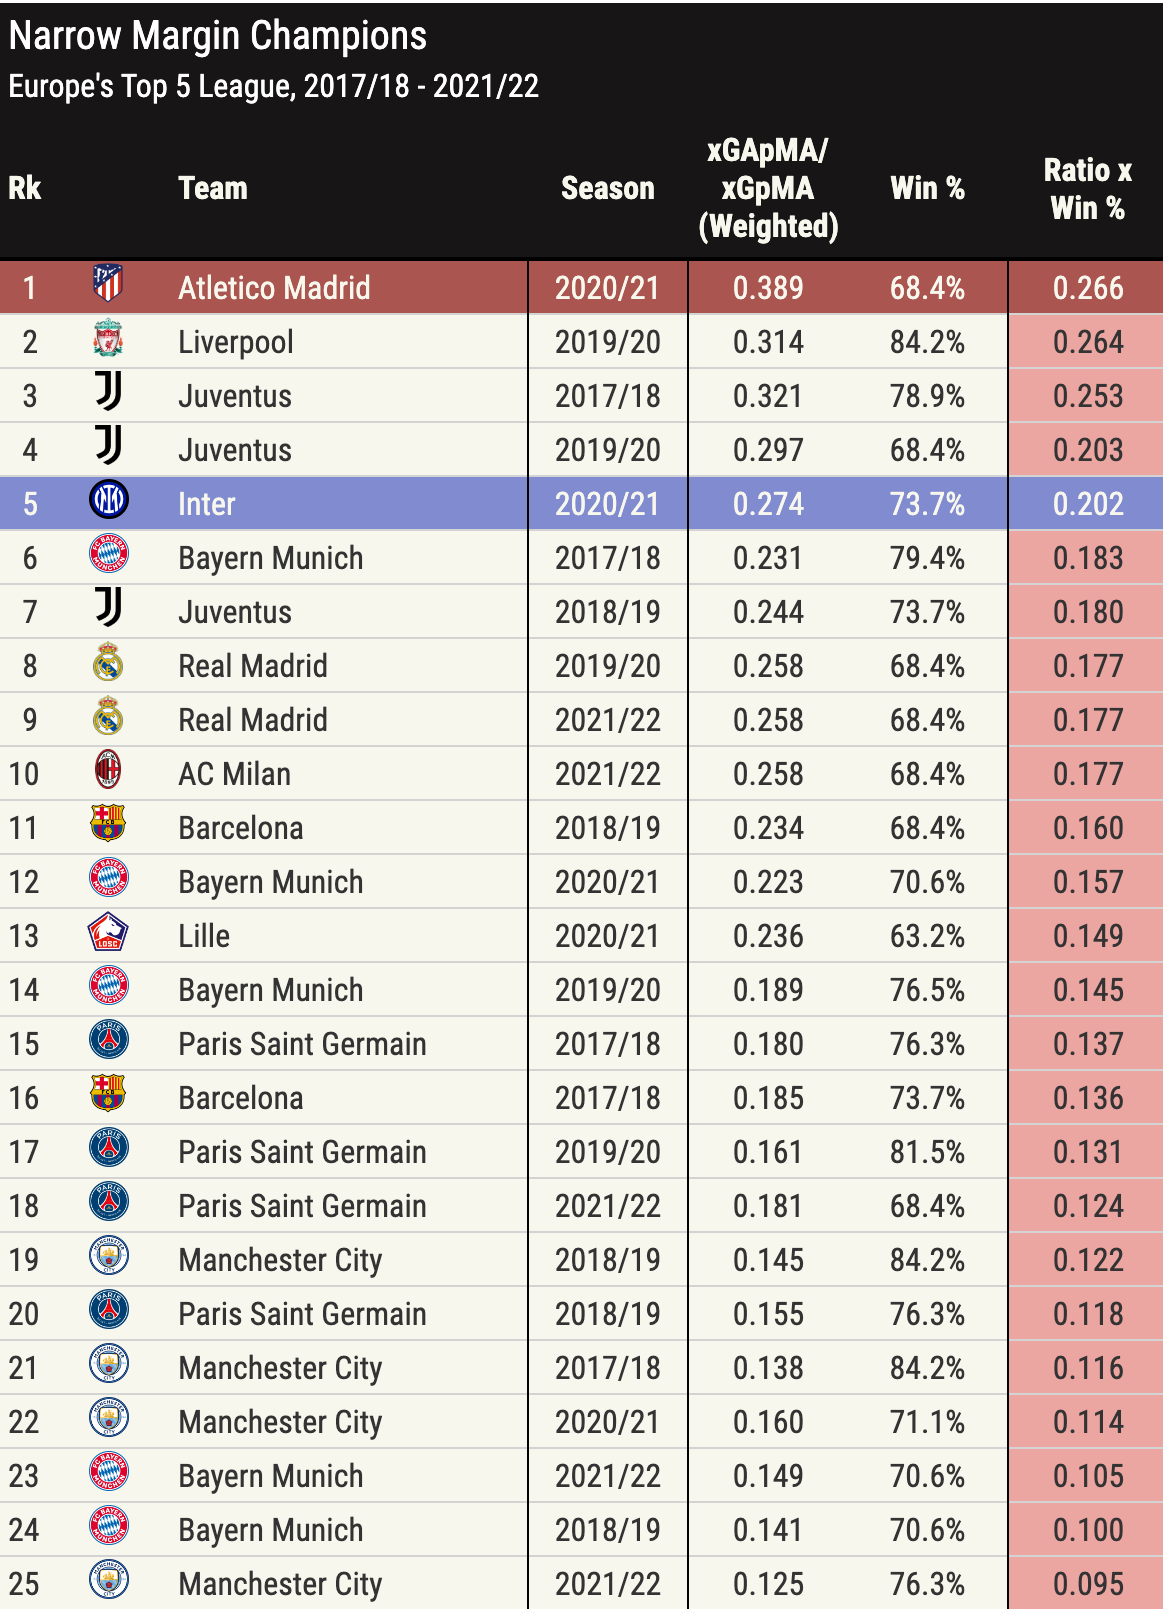 Narrow Margin Champions
Europe's Top 5 League, 2017/18 - 2021/22
Rk Team Season xGApMA/ xGpMA (Weighted) Win % Ratio x Win %
1 Atletico Madrid 2020/21 0.389 68.4% 0.266
2 Liverpool 2019/20 0.314 84.2% 0.264
3 Juventus 2017/18 0.321 78.9% 0.253
4 Juventus 2019/20 0.297 68.4% 0.203
5 Inter 2020/21 0.274 73.7% 0.202
6 Bayern Munich 2017/18 0.231 79.4% 0.183
7 Juventus 2018/19 0.244 73.7% 0.180
8 Real Madrid 2019/20 0.258 68.4% 0.177
9 Real Madrid 2021/22 0.258 68.4% 0.177
10 AC Milan 2021/22 0.258 68.4% 0.177
11 Barcelona 2018/19 0.234 68.4% 0.160
12 Bayern Munich 2020/21 0.223 70.6% 0.157
13 Lille 2020/21 0.236 63.2% 0.149
14 Bayern Munich 2019/20 0.189 76.5% 0.145
15 Paris Saint Germain 2017/18 0.180 76.3% 0.137
16 Barcelona 2017/18 0.185 73.7% 0.136
17 Paris Saint Germain 2019/20 0.161 81.5% 0.131
18 Paris Saint Germain 2021/22 0.181 68.4% 0.124
19 Manchester City 2018/19 0.145 84.2% 0.122
20 Paris Saint Germain 2018/19 0.155 76.3% 0.118
21 Manchester City 2017/18 0.138 84.2% 0.116
22 Manchester City 2020/21 0.160 71.1% 0.114
23 Bayern Munich 2021/22 0.149 70.6% 0.105
24 Bayern Munich 2018/19 0.141 70.6% 0.100
25 Manchester City 2021/22 0.125 76.3% 0.095